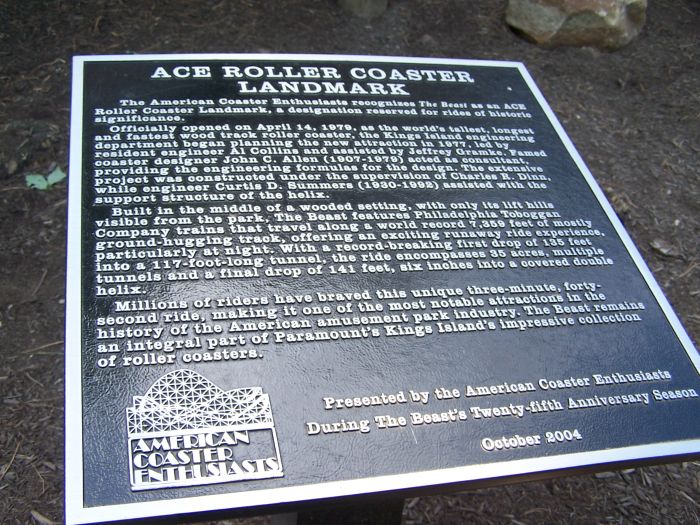 ACE ROLLER COASTER
LANDMARK
The American Coaster Enthusiasts recognizes The Beast as an ACE
Roller Coaster Landmark, a designation reserved for rides of historic
significance.
Officially opened on April 14, 1979, as the world's tallest, longest
and fastest wood track roller coaster, the Kings Island engineering
department began planning the new attraction in 1977, led by
resident engineer Al Collins and assisted by Jeffrey Gramke. Famed
coaster designer John C. Allen (1907-1979) acted as consultant,
providing the engineering formulas for the design. The extensive
project was constructed under the supervision of Charles R. Dinn,
while engineer Curtis D. Summers (1930-1992) assisted with the
support structure of the helix.
Built in the middle of a wooded setting, with only its lift hills
visible from the park, The Beast features Philadelphia Toboggan
Company trains that travel along a world record 7,359 feet of mostly
ground-hugging track, offering an exciting runaway ride experience,
particularly at night. With a record-breaking first drop of 135 feet
into a 117-foot-long tunnel, the ride encompasses 35 acres, multiple
tunnels and a final drop of 141 feet, six inches into a covered double
helix.
Millions of riders have braved this unique three-minute, forty-
second ride, making it one of the most notable attractions in the
history of the American amusement park industry. The Beast remains
an integral part of Paramount's Kings Island's impressive collection
of roller coasters.
Presented by the American Coaster Enthusiasts
During The Beast's Twenty-fifth Anniversary Season
October 2004
AMERICAN
COASTER
ENTHUSIASTS